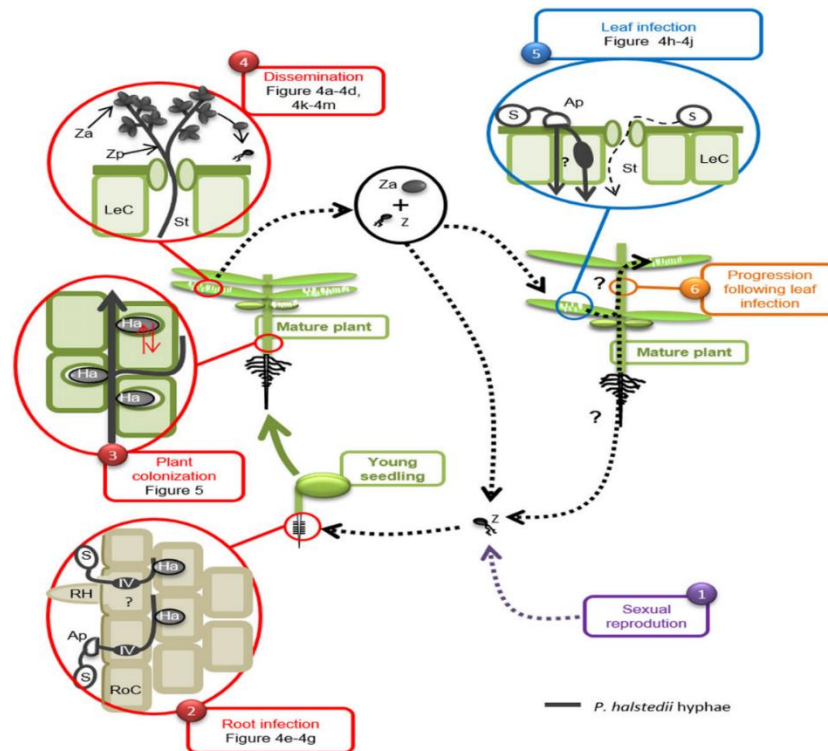 4
Dissemination
Figure 4a-4d,
4k-4m
Za
Zp
LeC
St
5
Leaf infection
Figure 4h-4j
S
Ap
S
?
St
LeC
Za
+
Z
?
6
Progression
following leaf
infection
Mature plant
Mature plant
Ha
Ha
Ha
3
Plant
colonization
Figure 5
?
Young
seedling
Z
1
Sexual
reprodution
S
IV
Ha
RH
?
Ha
Ap
IV
S
RoC
2
Root infection
Figure 4e-4g
P. halstedii hyphae